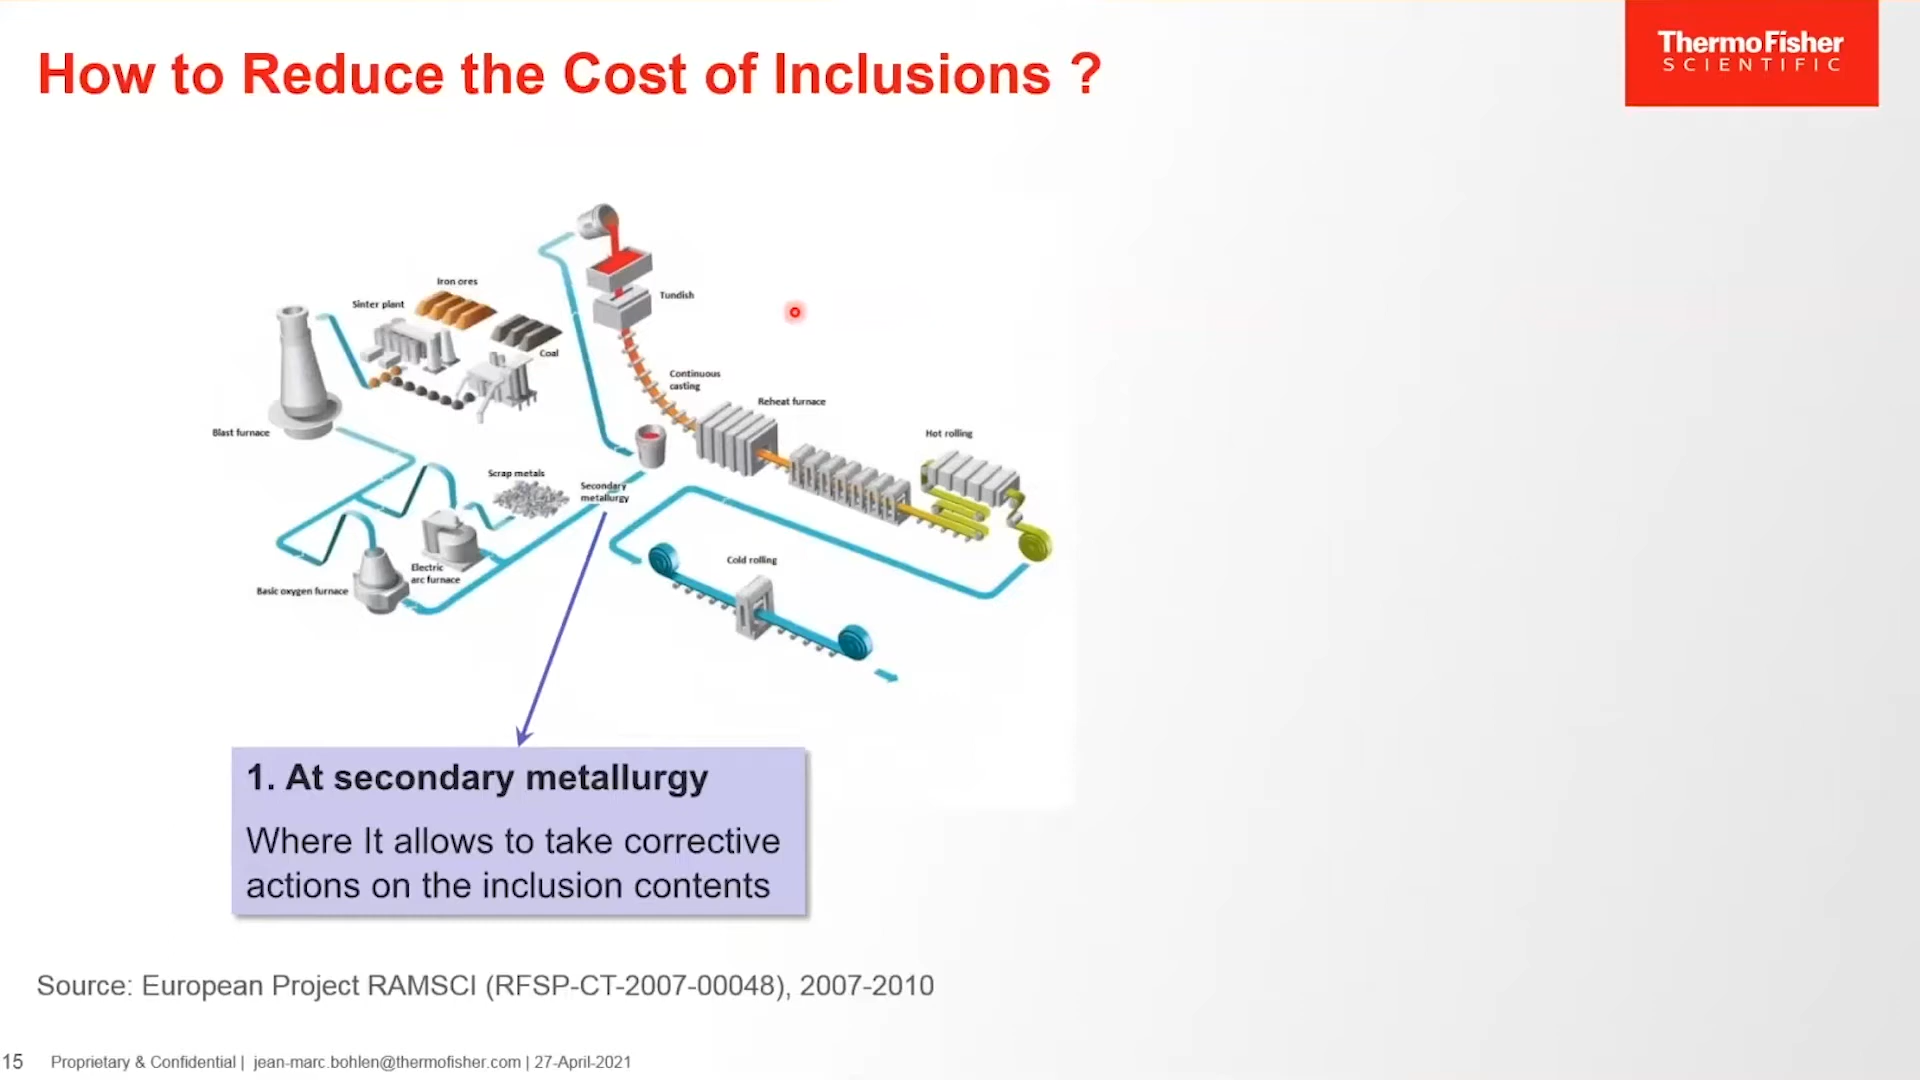 How to Reduce the Cost of Inclusions ?
ThermoFisher
SCIENTIFIC
Iron ores
Sinter plant
Tundish
Coal
Continuous
casting
Reheat furnace
Blast furnace
Hot rolling
Scrap metals
Secondary
metallurgy
Cold rolling
Electric
arc furnace
Basic oxygen furnace
1. At secondary metallurgy
Where It allows to take corrective
actions on the inclusion contents
Source: European Project RAMSCI (RFSP-CT-2007-00048), 2007-2010
15 Proprietary & Confidential | jean-marc.bohlen@thermofisher.com | 27-April-2021